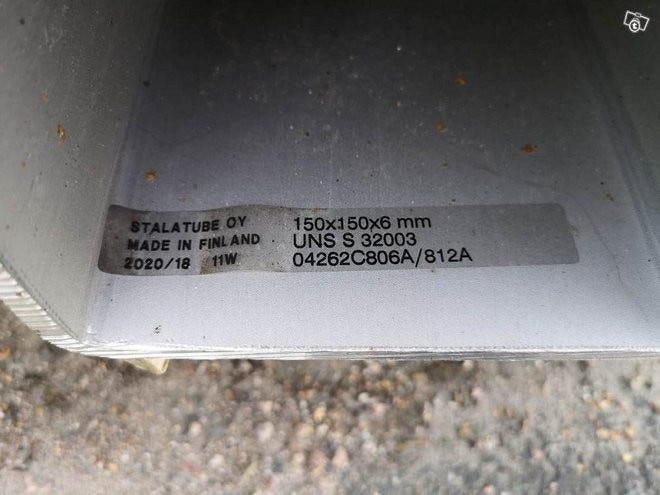 STALATUBE OY
MADE IN FINLAND
2020/18 11W
150x150x6 mm
UNS S 32003
04262C806A/812A